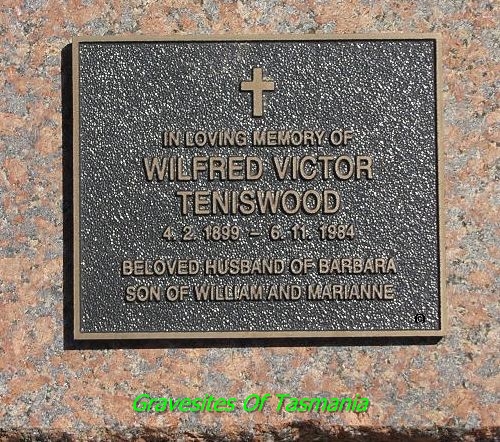 IN LOVING MEMORY OF
WILFRED VICTOR
TENISWOOD
4. 2. 1899 – 6. 11. 1984
BELOVED HUSBAND OF BARBARA
SON OF WILLIAM AND MARIANNE
Gravesites Of Tasmania